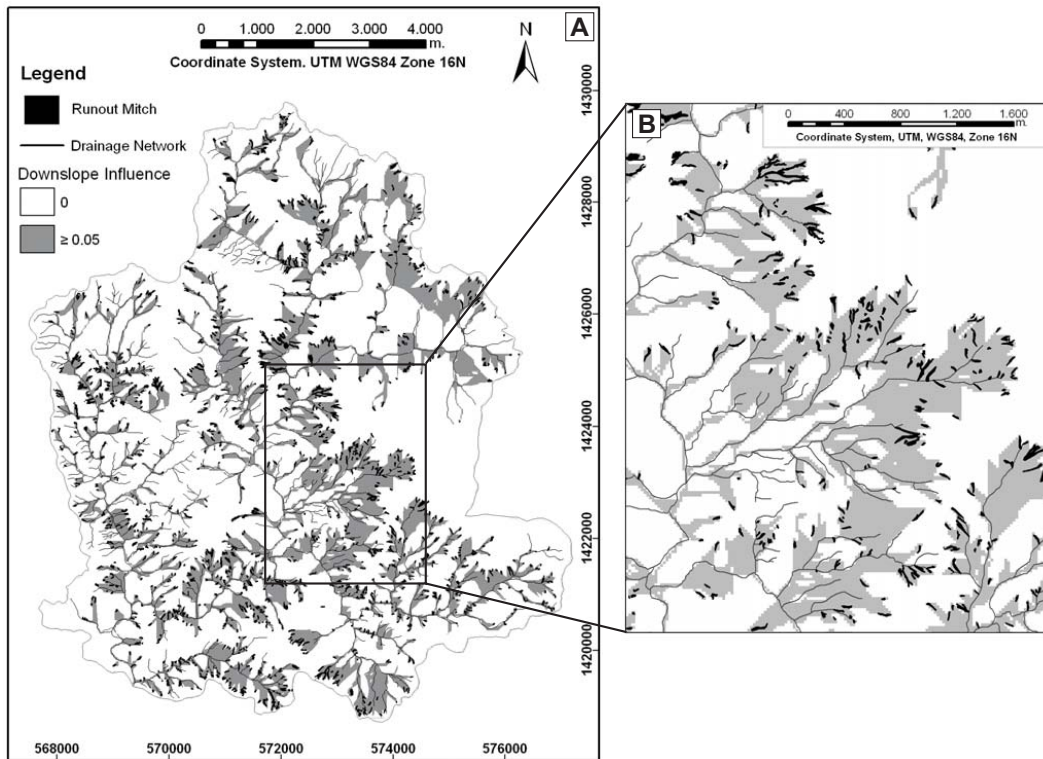 A
0 1.000 2.000 3.000 4.000
m.
Coordinate System. UTM WGS84 Zone 16N
N
Legend
Runout Mitch
Drainage Network
Downslope Influence
0
≥ 0.05
1430000
1428000
1426000
1424000
1422000
1420000
568000 570000 572000 574000 576000
B
0 400 800 1.200 1.600
m.
Coordinate System, UTM, WGS84, Zone 16N